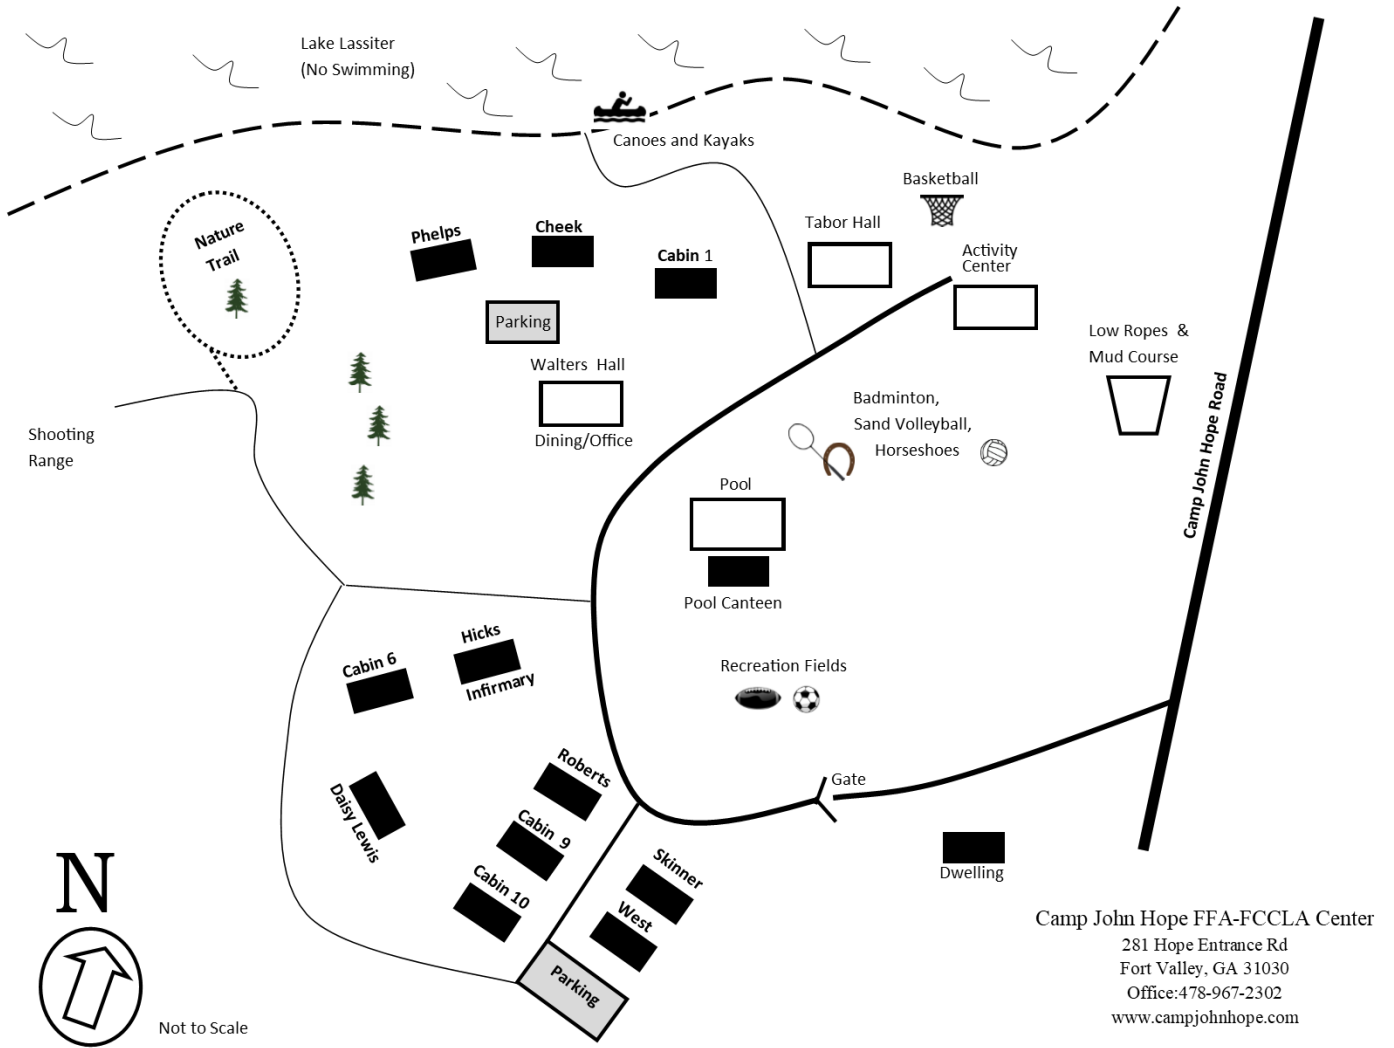 Lake Lassiter
(No Swimming)
Canoes and Kayaks
Basketball
Tabor Hall
Activity
Center
Nature
Trail
Phelps
Cheek
Cabin 1
Parking
Walters Hall
Dining/Office
Low Ropes &
Mud Course
Camp John Hope Road
Badminton,
Sand Volleyball,
Horseshoes
Shooting
Range
Pool
Pool Canteen
Hicks
Infirmary
Cabin 6
Recreation Fields
Roberts
Gate
Daisy Lewis
Cabin 9
Skinner
Cabin 10
West
Dwelling
Parking
N
Not to Scale
Camp John Hope FFA-FCCLA Center
281 Hope Entrance Rd
Fort Valley, GA 31030
Office:478-967-2302
www.campjohnhope.com